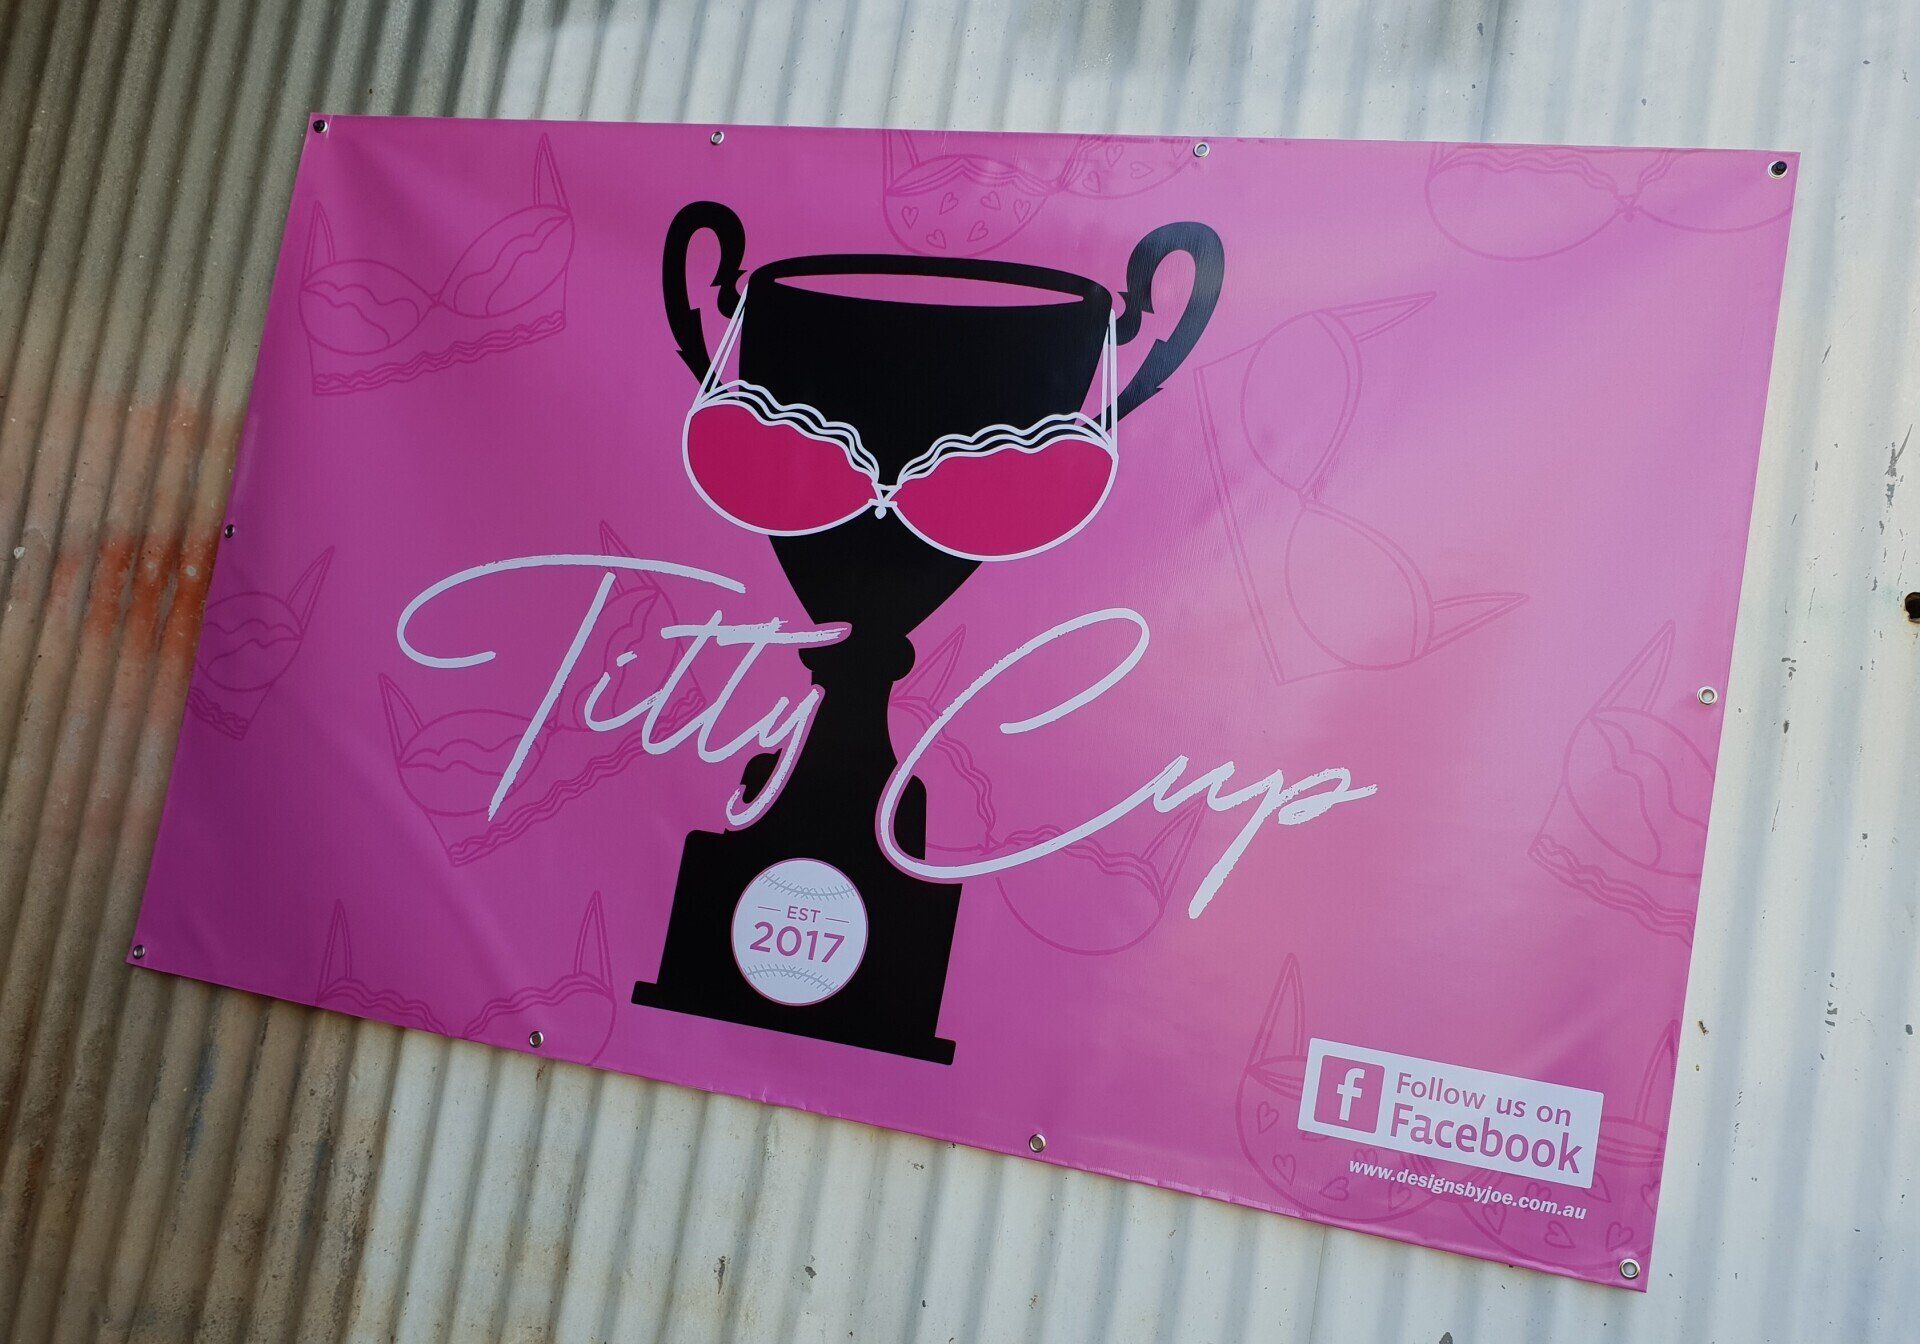 Titty Cup
EST
2017
f Follow us on
Facebook
www.designsbyjoe.com.au